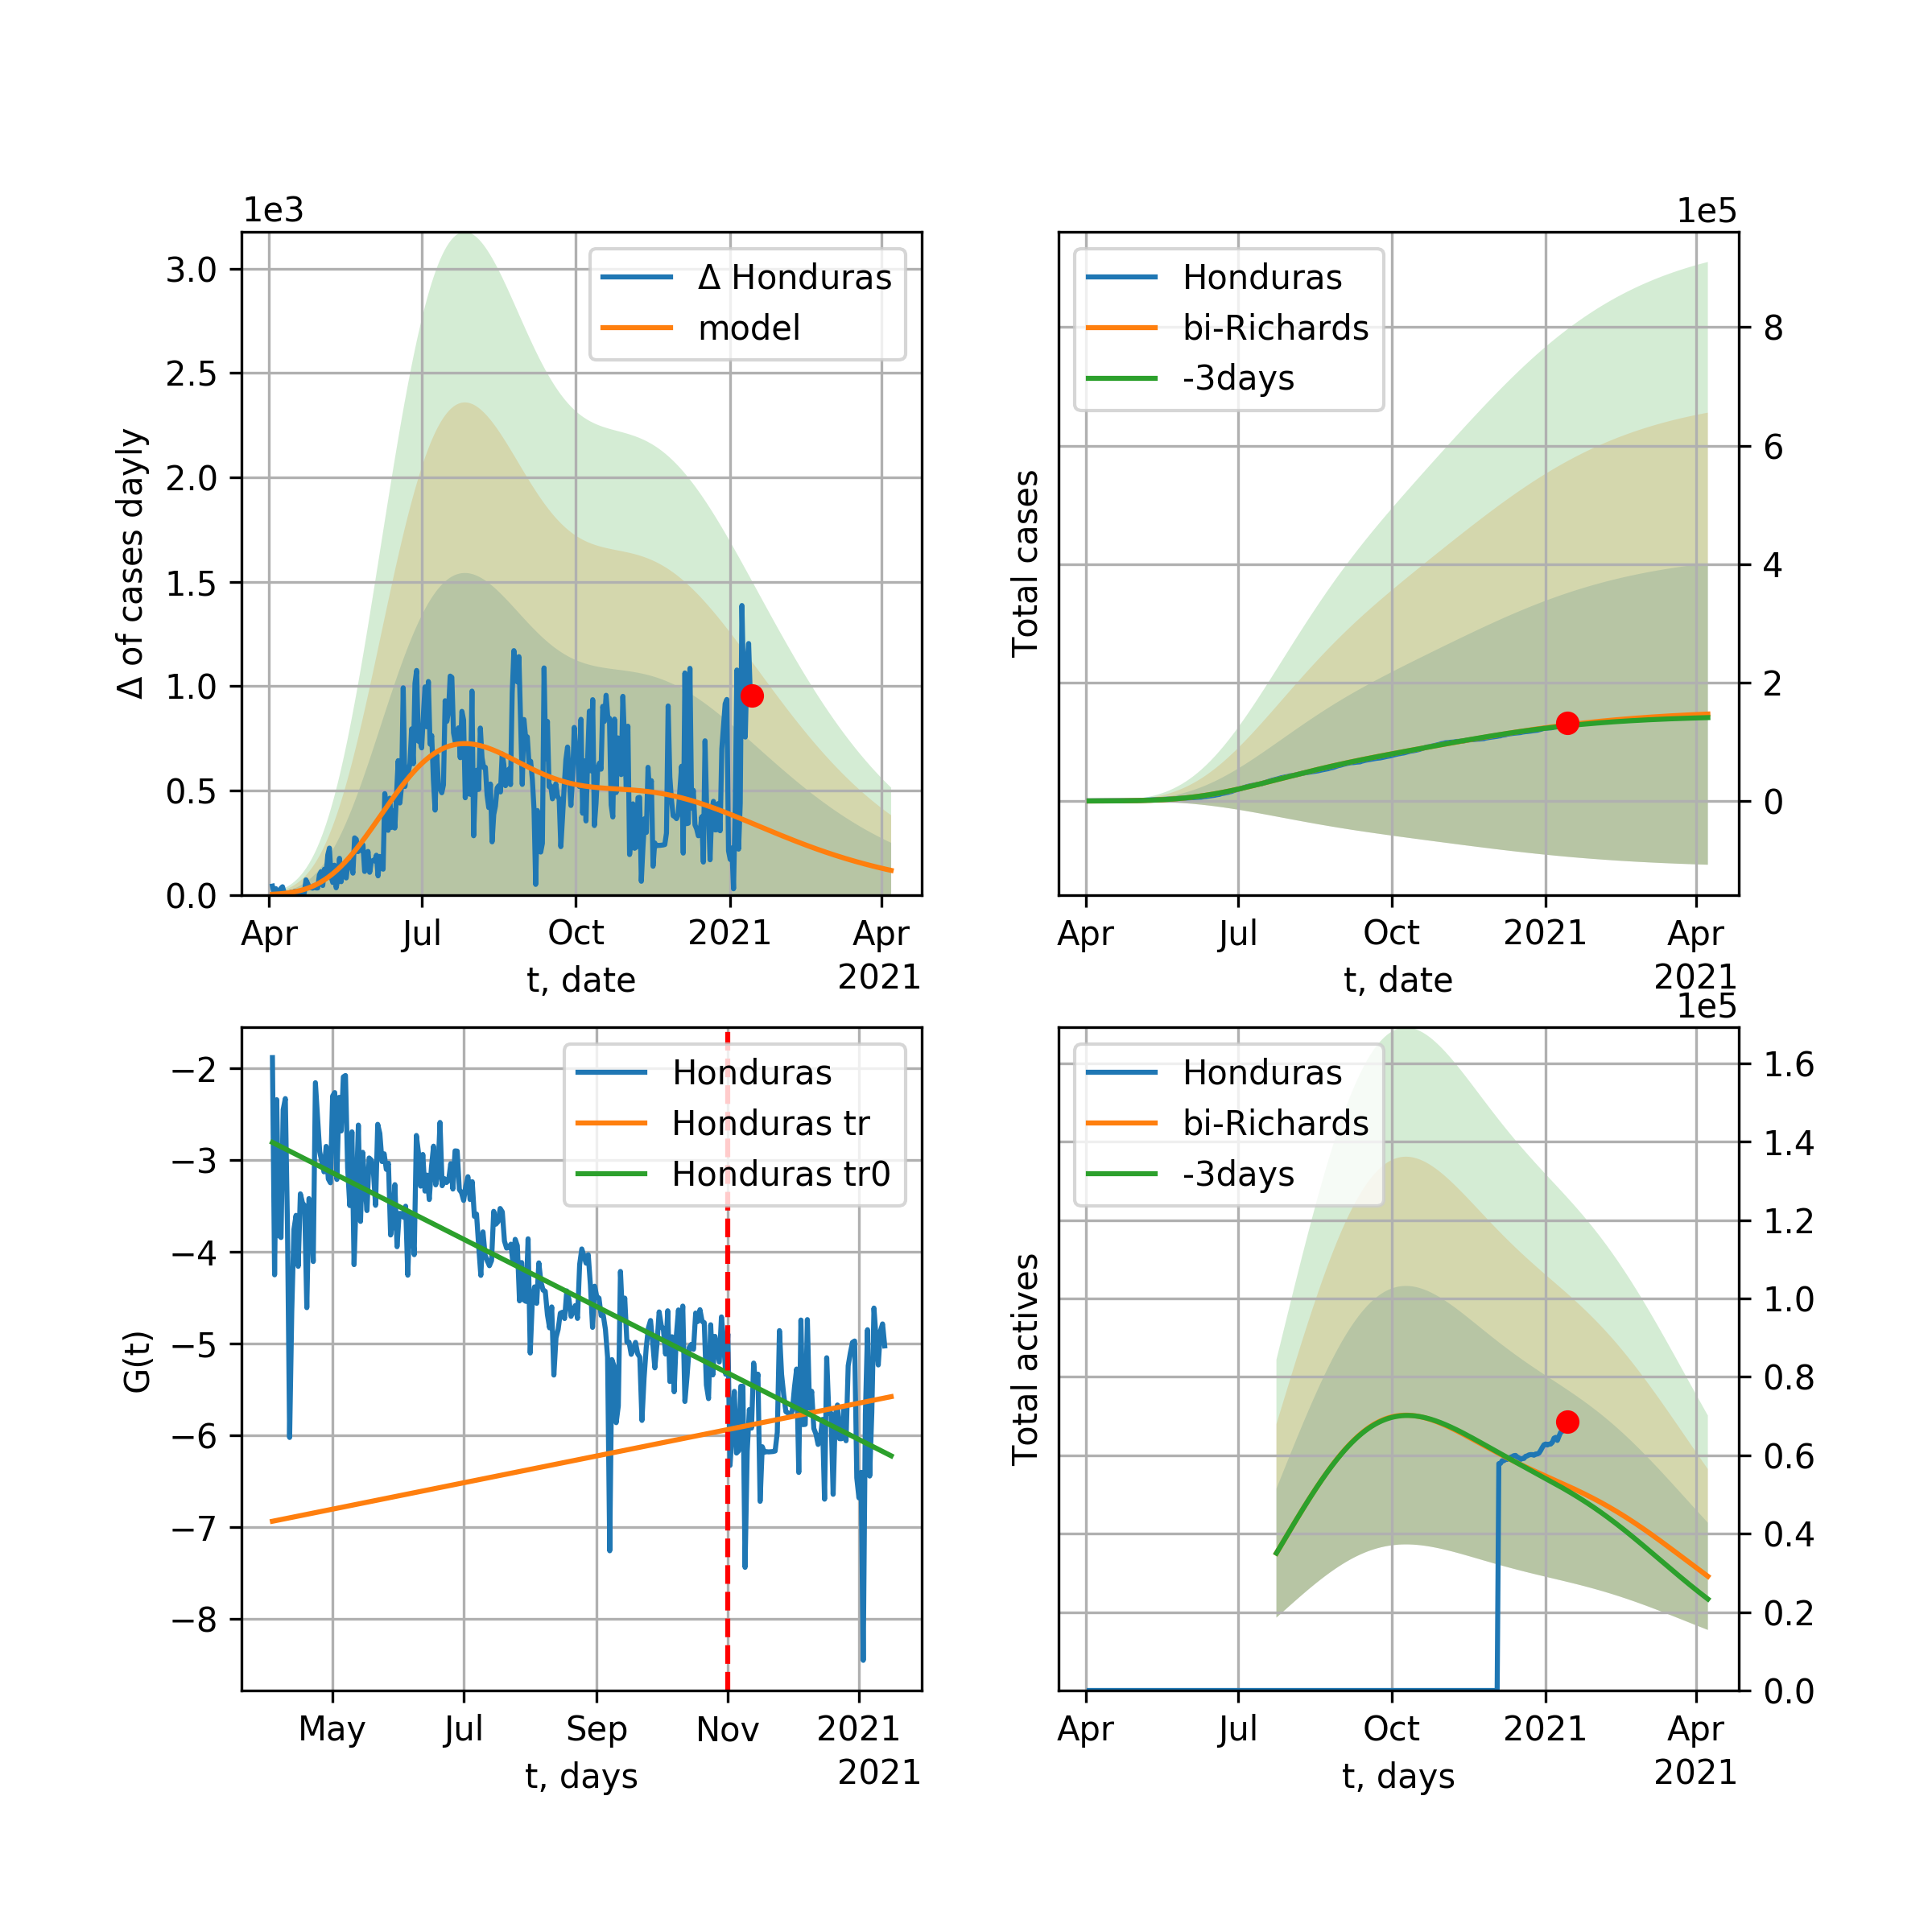 1e3
3.0
2.5
2.0
1.5
1.0
0.5
0.0
Δ of cases dayly
Δ Honduras
model
Apr
Jul
Oct
2021
Apr
2021
t, date
1e5
Honduras
bi-Richards
-3days
Total cases
8
6
4
2
0
Apr
Jul
Oct
2021
Apr
2021
t, date
−2
−3
−4
−5
−6
−7
−8
G(t)
Honduras
Honduras tr
Honduras tr0
May
Jul
Sep
Nov
2021
2021
t, days
1e5
Honduras
bi-Richards
-3days
Total actives
1.6
1.4
1.2
1.0
0.8
0.6
0.4
0.2
0.0
Apr
Jul
Oct
2021
Apr
2021
t, days